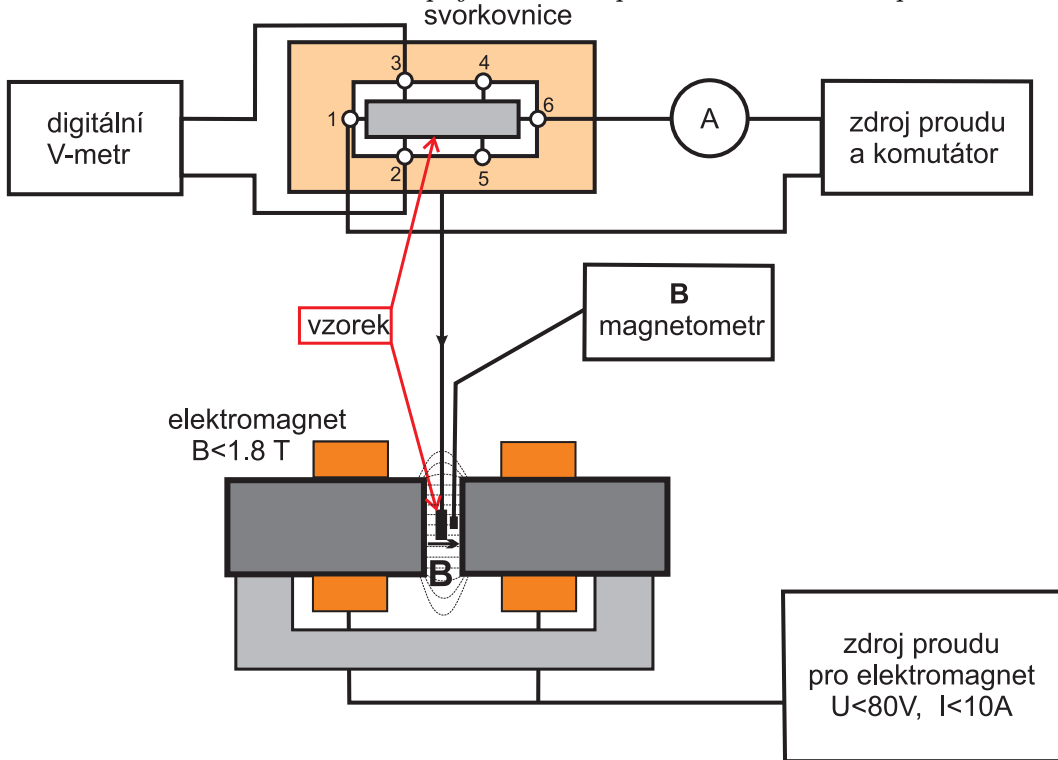 svorkovnice
3
4
digitální
V-metr
1
6
A
zdroj proudu
a komutátor
2
5
B
magnetometr
vzorek
elektromagnet
B<1.8 T
B
zdroj proudu
pro elektromagnet
U<80V, I<10A